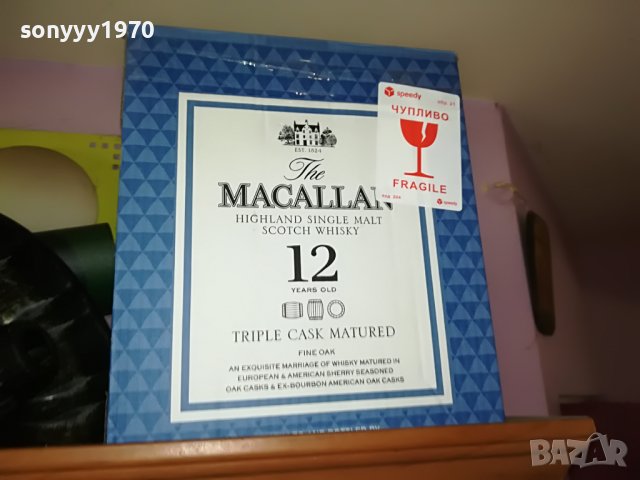 sonyyy1970
speedy
ЧУПЛИВО
FRAGILE
speedy
EST. 1824
The
MACALLAN
HIGHLAND SINGLE MALT
SCOTCH WHISKY
12
YEARS OLD
TRIPLE CASK MATURED
FINE OAK
AN EXQUISITE MARRIAGE OF WHISKY MATURED IN
EUROPEAN & AMERICAN SHERRY SEASONED
OAK CASKS & EX-BOURBON AMERICAN OAK CASKS
BAZAR